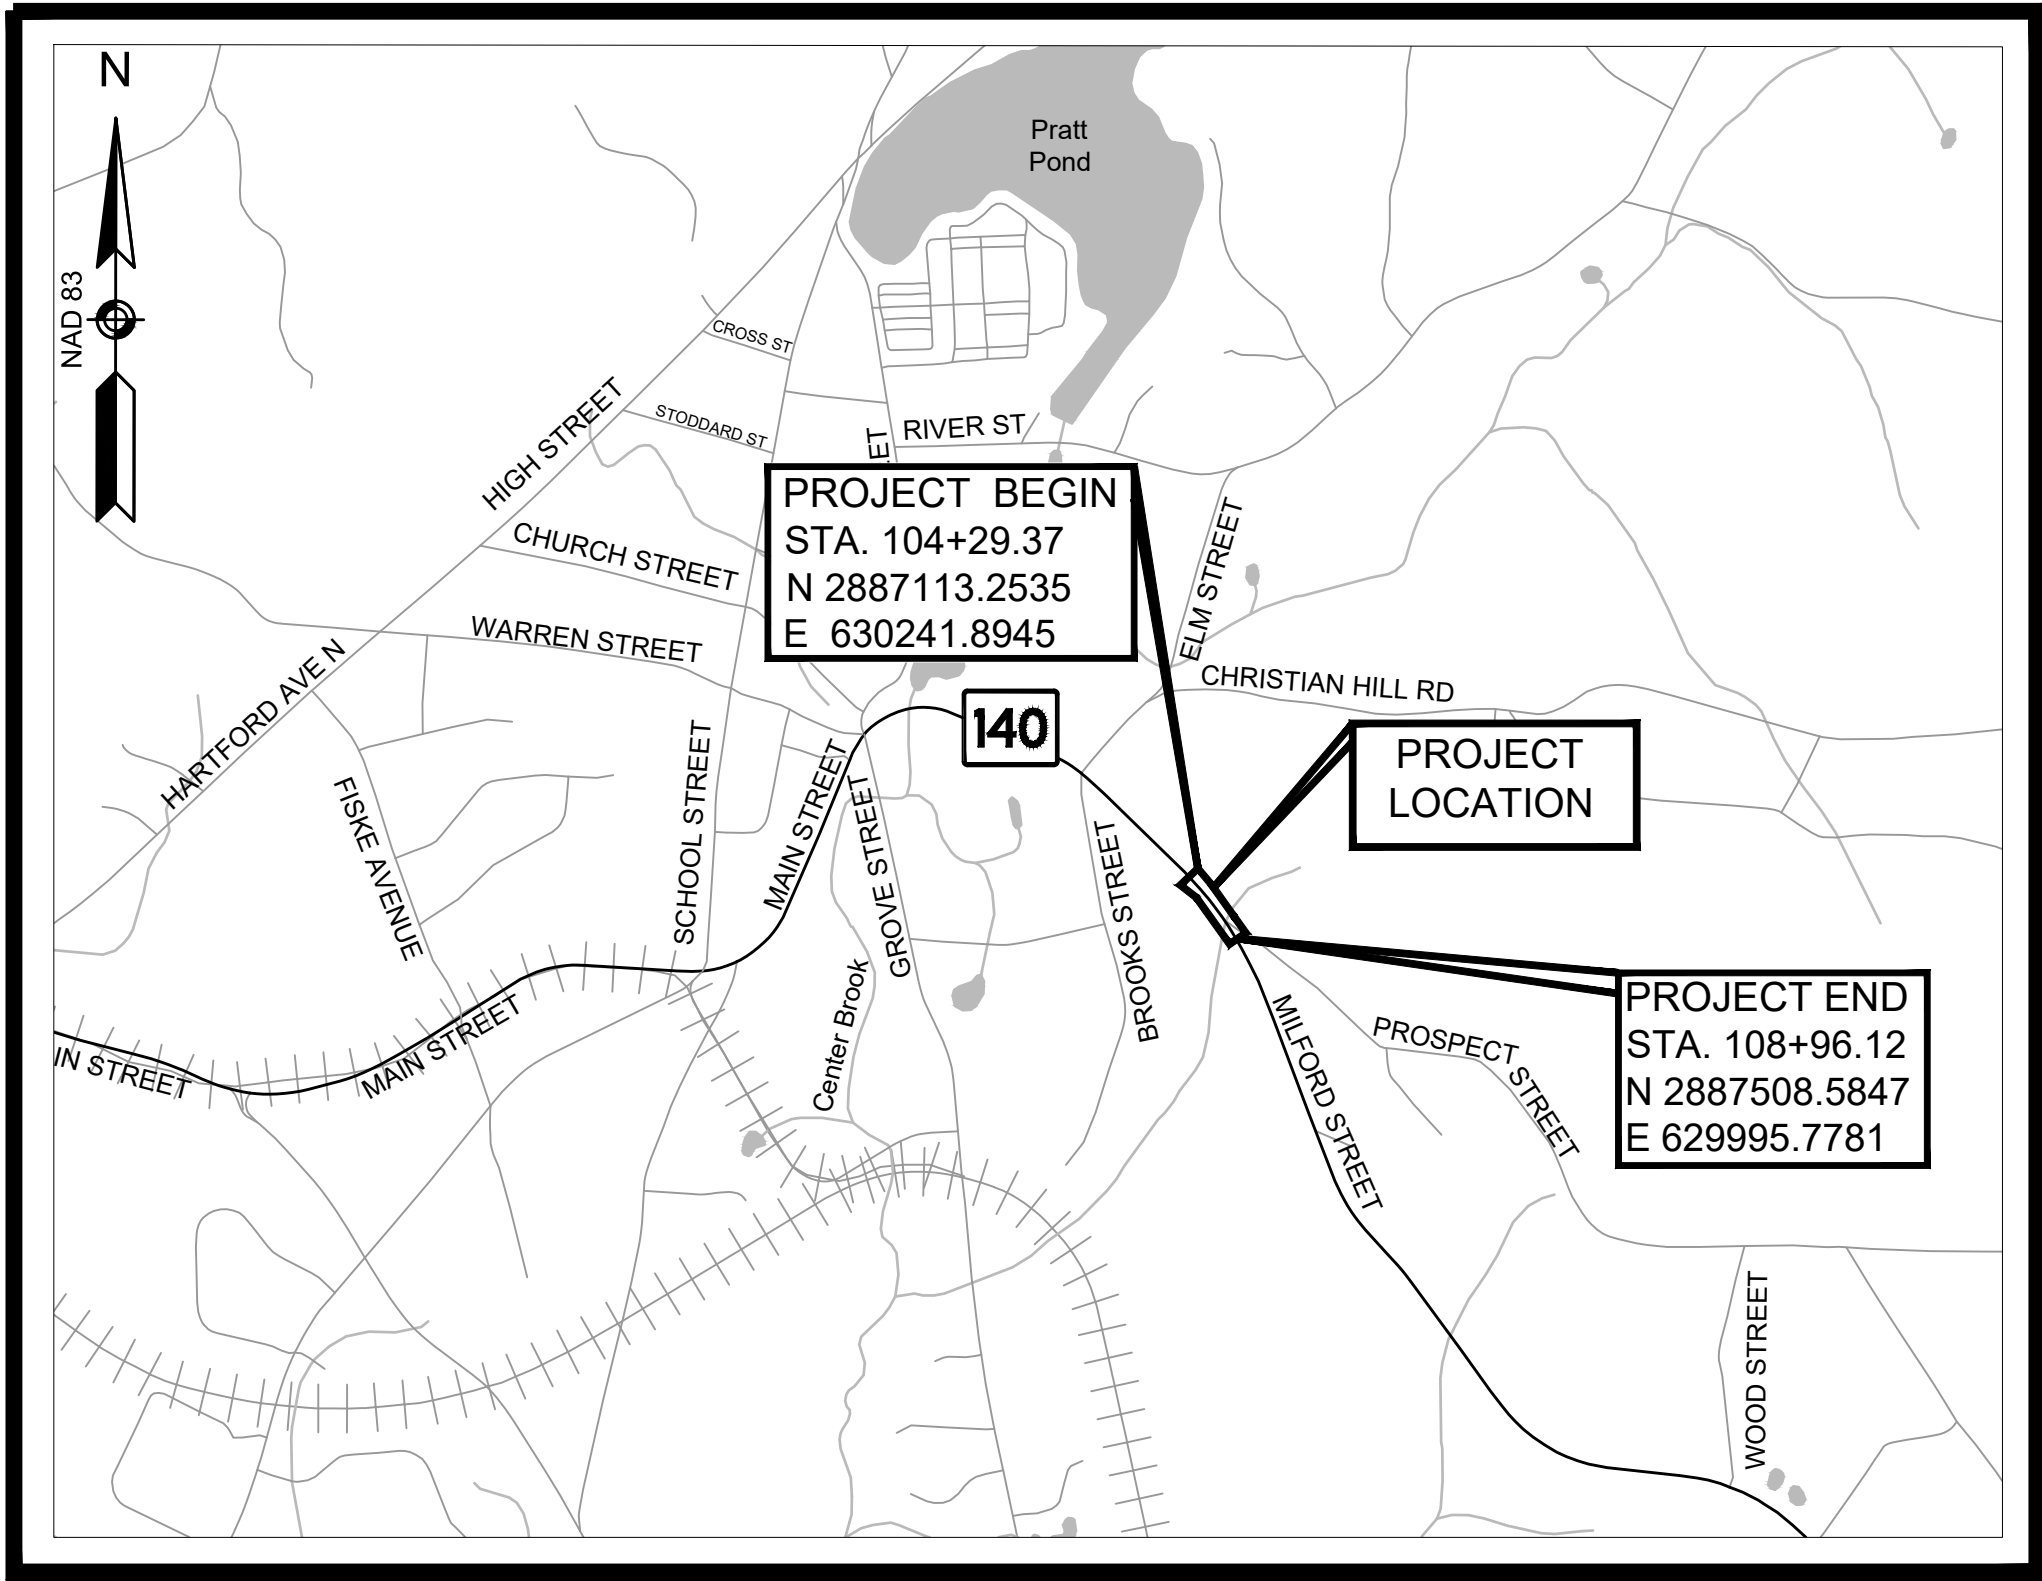 N
NAD 83
Pratt
Pond
CROSS ST
STODDARD ST
HIGH STREET
RIVER ST
ET
PROJECT BEGIN
STA. 104+29.37
N 2887113.2535
E 630241.8945
CHURCH STREET
WARREN STREET
HARTFORD AVE N
ELM STREET
CHRISTIAN HILL RD
140
PROJECT
LOCATION
FISKE AVENUE
SCHOOL STREET
MAIN STREET
GROVE STREET
BROOKS STREET
Center Brook
PROJECT END
STA. 108+96.12
N 2887508.5847
E 629995.7781
MILFORD STREET
PROSPECT STREET
MAIN STREET
IN STREET
WOOD STREET